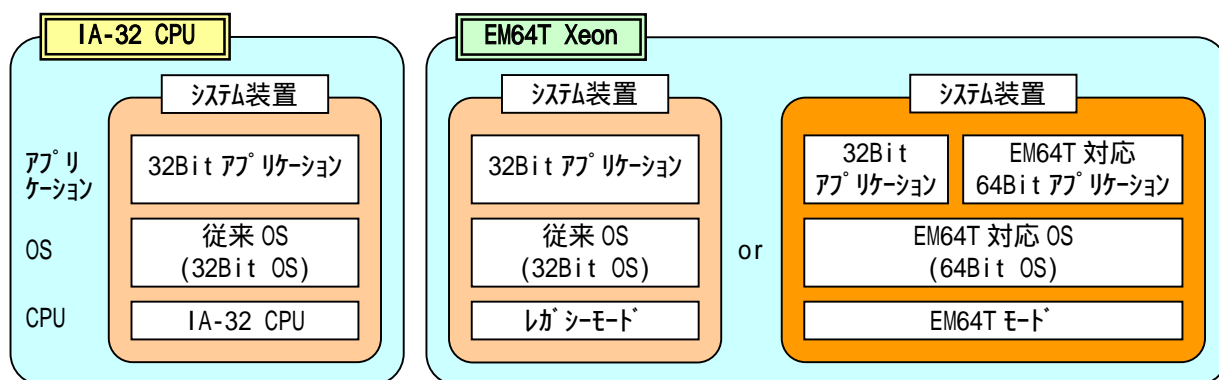 IA-32 CPU
EM64T Xeon
システム装置
システム装置
システム装置
アプリ
ケーション
32Bit アプリケーション
32Bit アプリケーション
32Bit
アプリケーション
EM64T 対応
64Bit アプリケーション
OS
従来 OS
(32Bit OS)
従来 OS
(32Bit OS)
or
EM64T 対応 OS
(64Bit OS)
CPU
IA-32 CPU
レガシーモード
EM64T モード